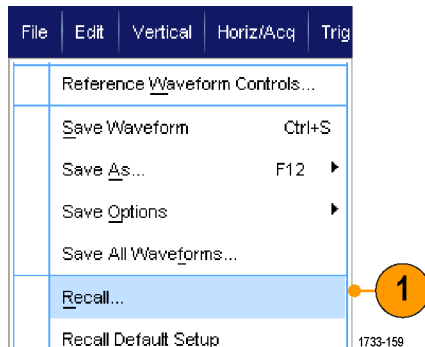 File Edit Vertical Horiz/Acq Trig
Reference Waveform Controls...
Save Waveform Ctrl+S
Save As... F12
Save Options
Save All Waveforms...
Recall...
1
Recall Default Setup
1733-159